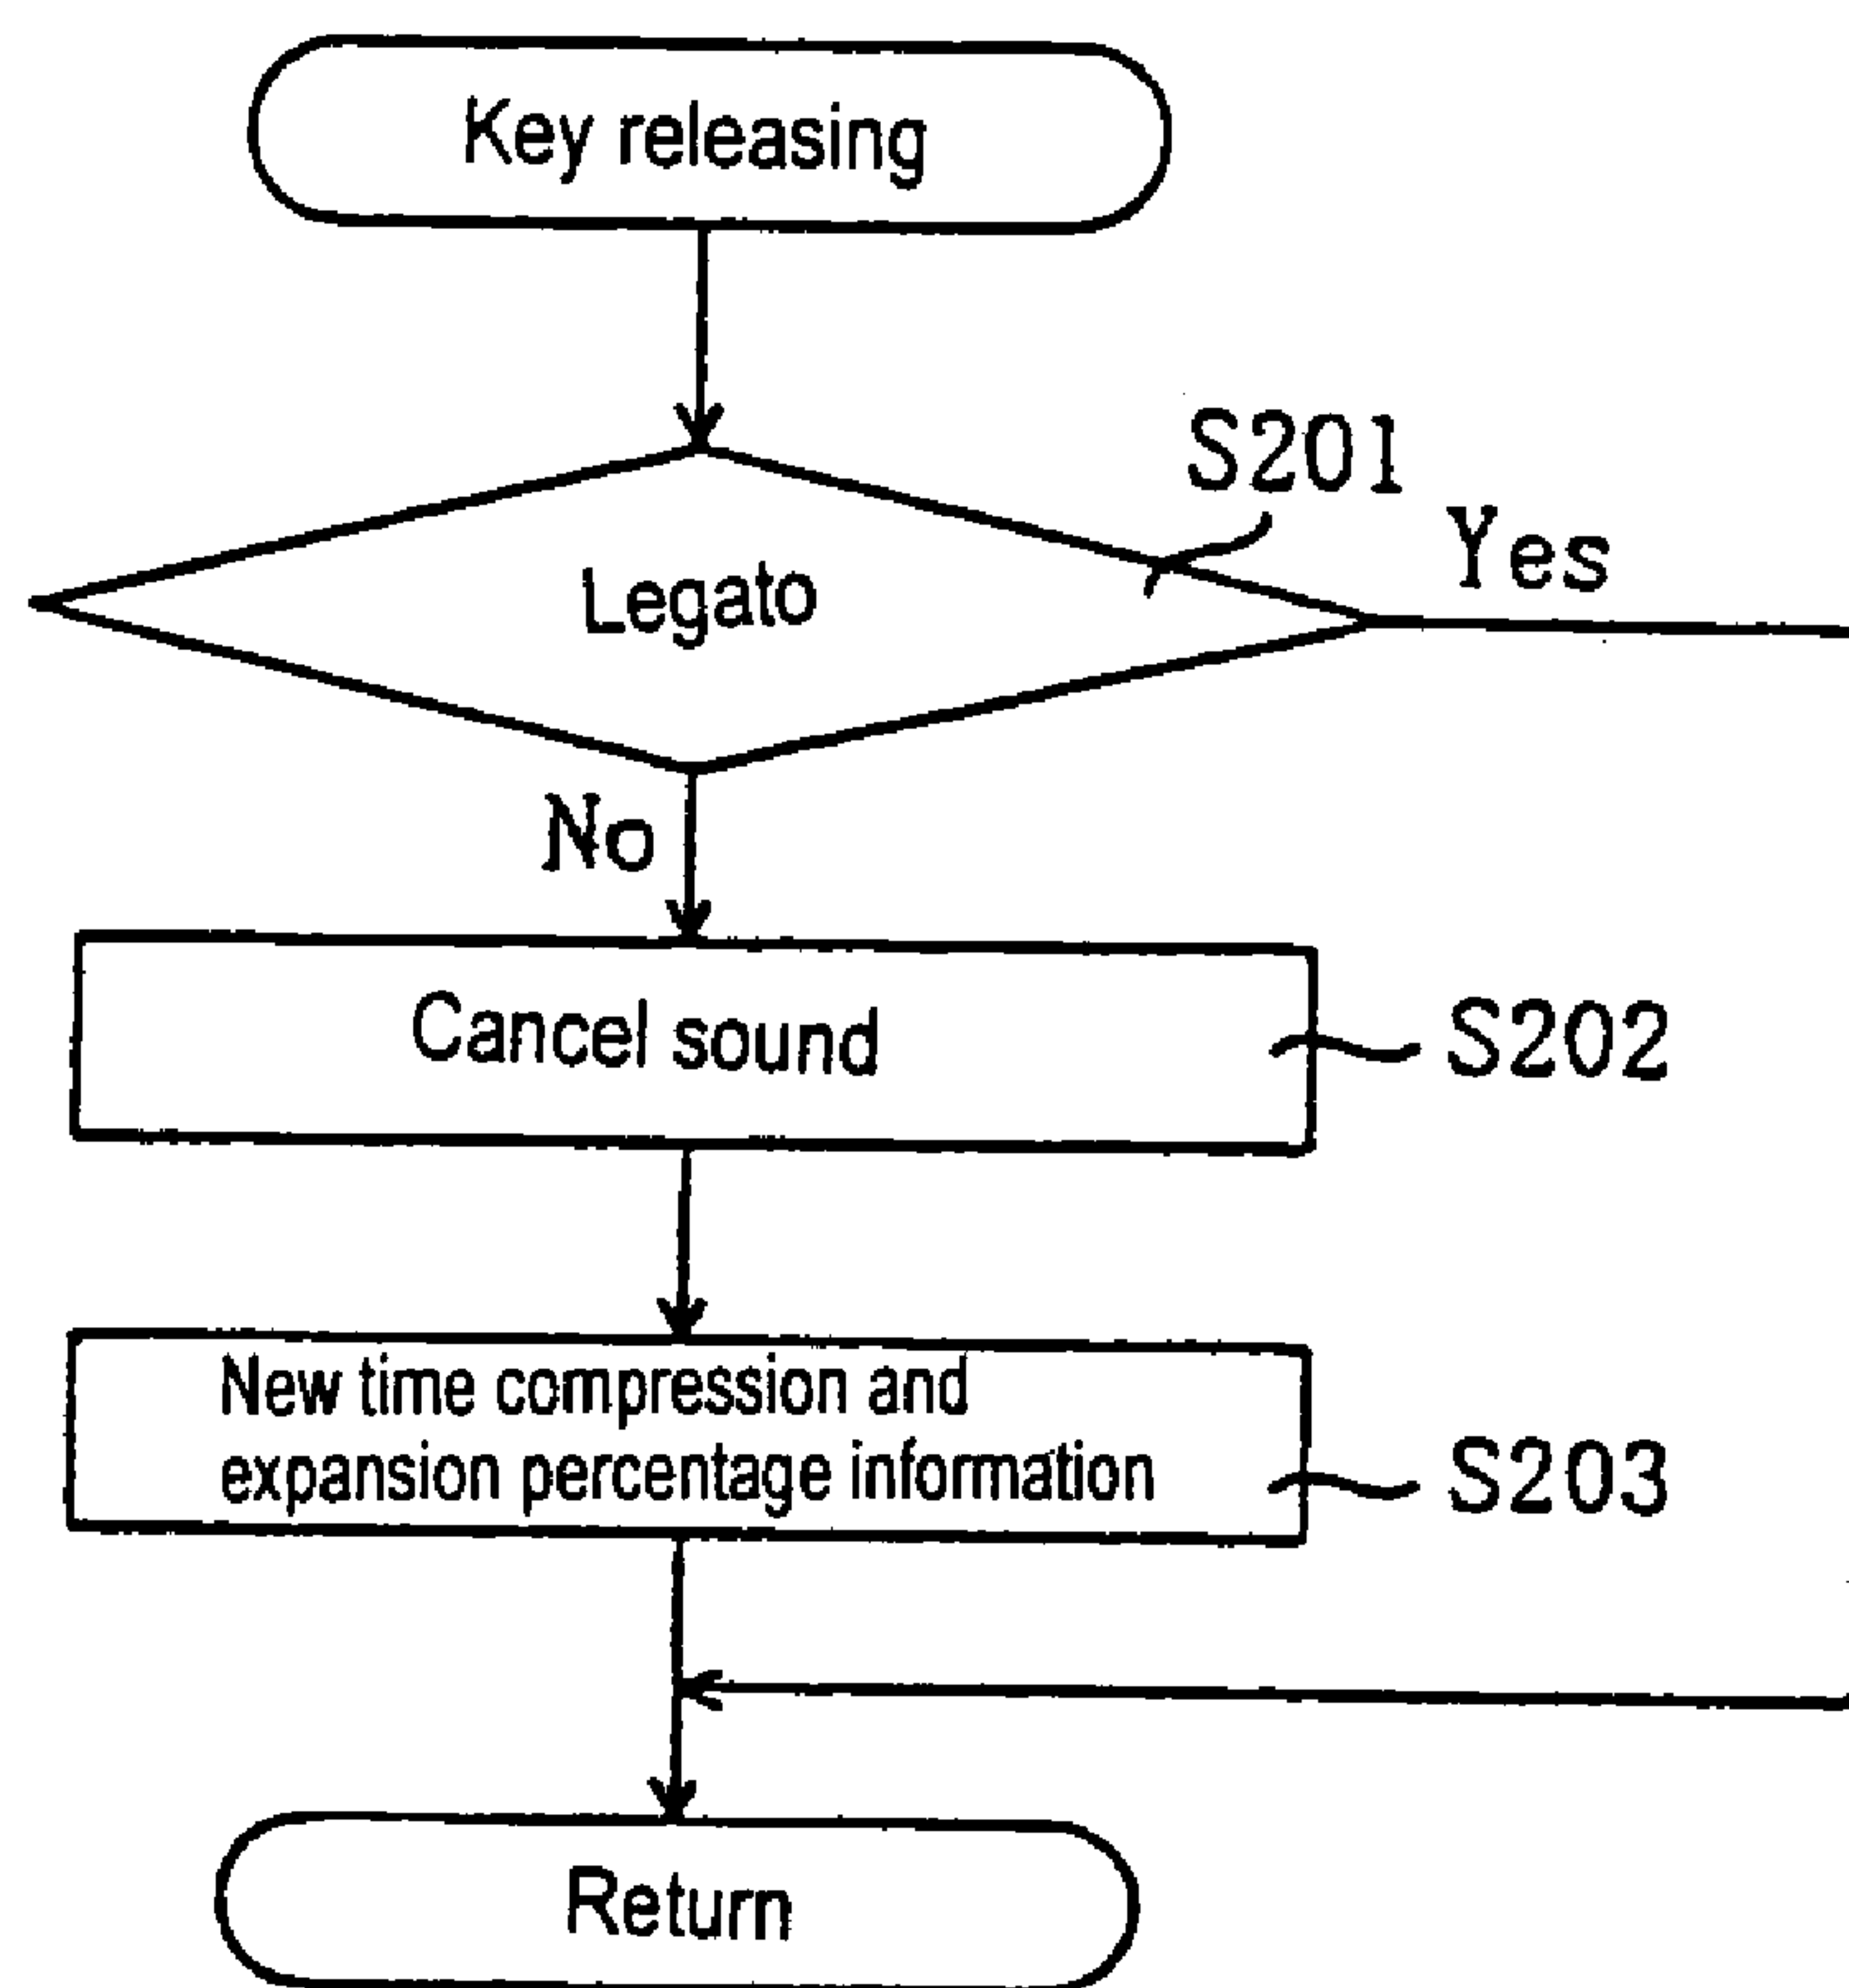 Key releasing
S201
Yes
Legato
No
Cancel sound
S202
New time compression and
expansion percentage information
S203
Return